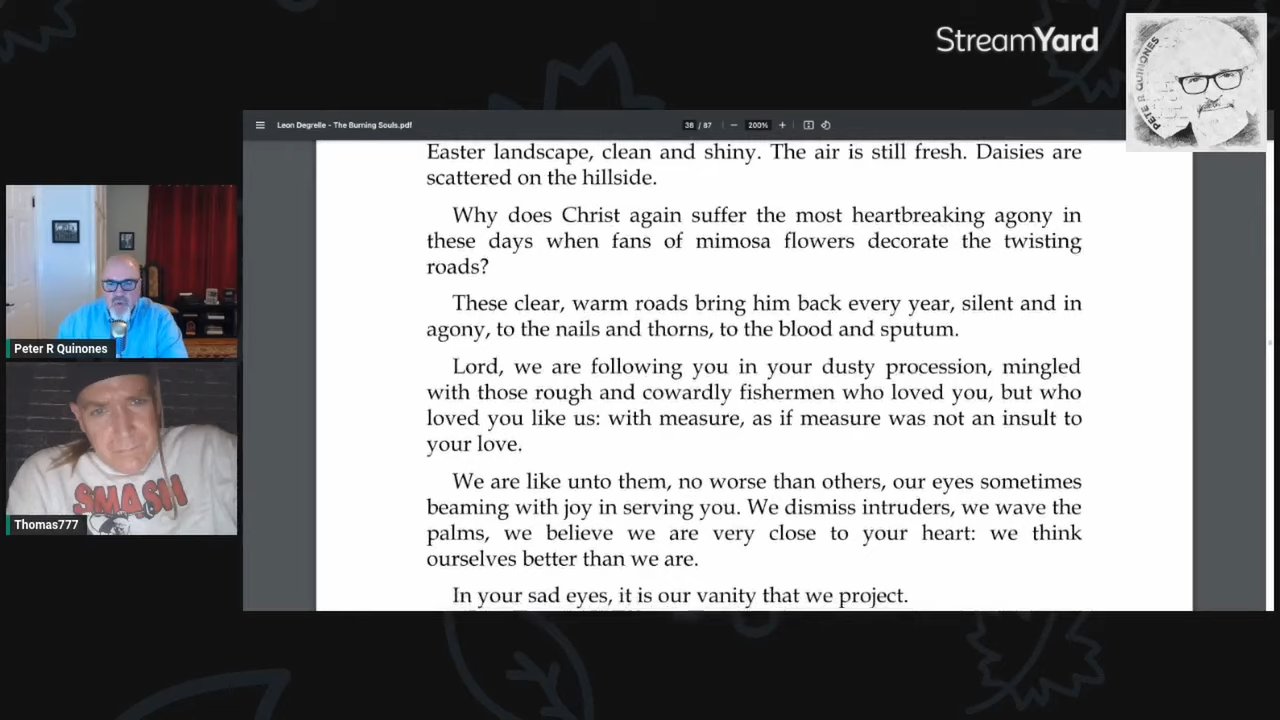 StreamYard
PETER R QUINONES
Leon Degrelle - The Burning Souls.pdf
38 / 87
200%
Easter landscape, clean and shiny. The air is still fresh. Daisies are
scattered on the hillside.
Why does Christ again suffer the most heartbreaking agony in
these days when fans of mimosa flowers decorate the twisting
roads?
These clear, warm roads bring him back every year, silent and in
agony, to the nails and thorns, to the blood and sputum.
Lord, we are following you in your dusty procession, mingled
with those rough and cowardly fishermen who loved you, but who
loved you like us: with measure, as if measure was not an insult to
your love.
We are like unto them, no worse than others, our eyes sometimes
beaming with joy in serving you. We dismiss intruders, we wave the
palms, we believe we are very close to your heart: we think
ourselves better than we are.
In your sad eyes, it is our vanity that we project.
Peter R Quinones
SMASH
Thomas777